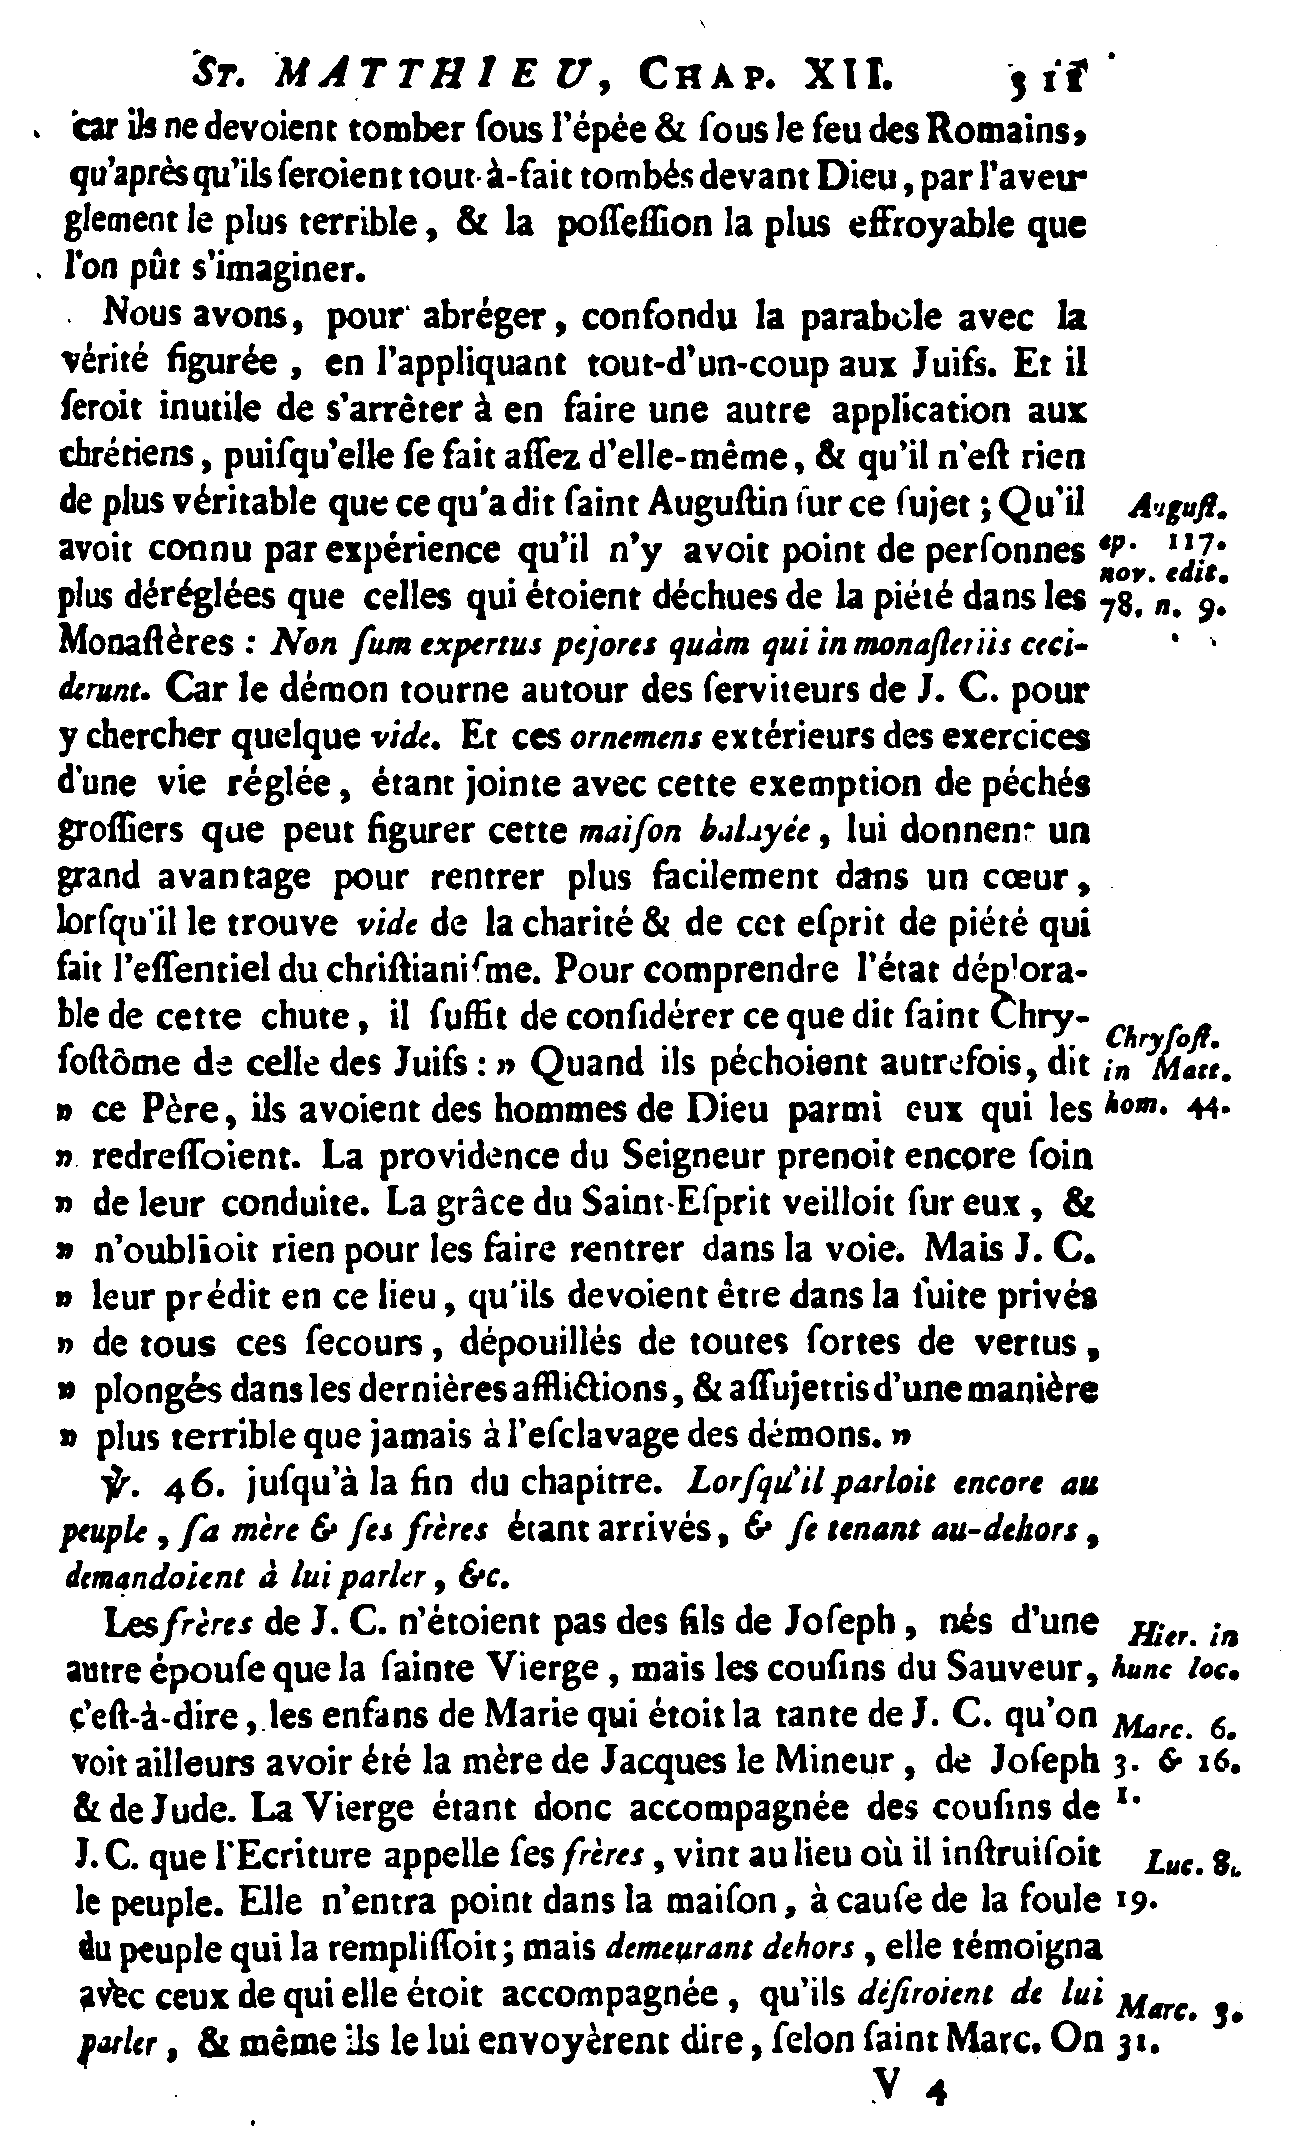 ST. MATTHIEU, CHAP. XII. 311
car ils ne devoient tomber ſous l'épée & ſous le feu des Romains,
qu'après qu'ils ſeroient tout-à-fait tombés devant Dieu, par l'aveu-
glement le plus terrible, & la poſſeſſion la plus effroyable que
l'on pût s'imaginer.
Nous avons, pour abréger, confondu la parabole avec la
vérité figurée, en l'appliquant tout-d'un-coup aux Juifs. Et il
ſeroit inutile de s'arrêter à en faire une autre application aux
chrétiens, puiſqu'elle ſe fait aſſez d'elle-même, & qu'il n'eſt rien
de plus véritable que ce qu'a dit ſaint Auguſtin ſur ce ſujet; Qu'il
avoit connu par expérience qu'il n'y avoit point de perſonnes
plus déréglées que celles qui étoient déchues de la piété dans les
Monaſtères : Non ſum expertus pejores quàm qui in monaſteriis ceci-
derunt. Car le démon tourne autour des ſerviteurs de J. C. pour
y chercher quelque vide. Et ces ornemens extérieurs des exercices
d'une vie réglée, étant jointe avec cette exemption de péchés
groſſiers que peut figurer cette maiſon balayée, lui donnent un
grand avantage pour rentrer plus facilement dans un cœur,
lorſqu'il le trouve vide de la charité & de cet eſprit de piété qui
fait l'eſſentiel du chriſtianiſme. Pour comprendre l'état déplora-
ble de cette chute, il ſuffit de conſidérer ce que dit ſaint Chry-
ſoſtôme de celle des Juifs : » Quand ils péchoient autrefois, dit
» ce Père, ils avoient des hommes de Dieu parmi eux qui les
» redreſſoient. La providence du Seigneur prenoit encore ſoin
» de leur conduite. La grâce du Saint-Eſprit veilloit ſur eux, &
» n'oublioit rien pour les faire rentrer dans la voie. Mais J. C.
» leur prédit en ce lieu, qu'ils devoient être dans la ſuite privés
» de tous ces ſecours, dépouillés de toutes ſortes de vertus,
» plongés dans les dernières afflictions, & aſſujettis d'une manière
» plus terrible que jamais à l'eſclavage des démons. »
℣. 46. juſqu'à la fin du chapitre. Lorſqu'il parloit encore au
peuple, ſa mère & ſes frères étant arrivés, & ſe tenant au-dehors,
demandoient à lui parler, &c.
Les frères de J. C. n'étoient pas des fils de Joſeph, nés d'une
autre épouſe que la ſainte Vierge, mais les couſins du Sauveur,
c'eſt-à-dire, les enfans de Marie qui étoit la tante de J. C. qu'on
voit ailleurs avoir été la mère de Jacques le Mineur, de Joſeph
& de Jude. La Vierge étant donc accompagnée des couſins de
J. C. que l'Ecriture appelle ſes frères, vint au lieu où il inſtruiſoit
le peuple. Elle n'entra point dans la maiſon, à cauſe de la foule
du peuple qui la rempliſſoit; mais demeurant dehors, elle témoigna
avec ceux de qui elle étoit accompagnée, qu'ils déſiroient de lui
parler, & même ils le lui envoyèrent dire, ſelon ſaint Marc. On
V 4
Auguſt.
ep. 117.
nov. edit.
78. n. 9.
Chryſoſt.
in Matt.
hom. 44.
Hier. in
hunc loc.
Marc. 6.
3. & 16.
1.
Luc. 8.
19.
Marc. 3.
31.